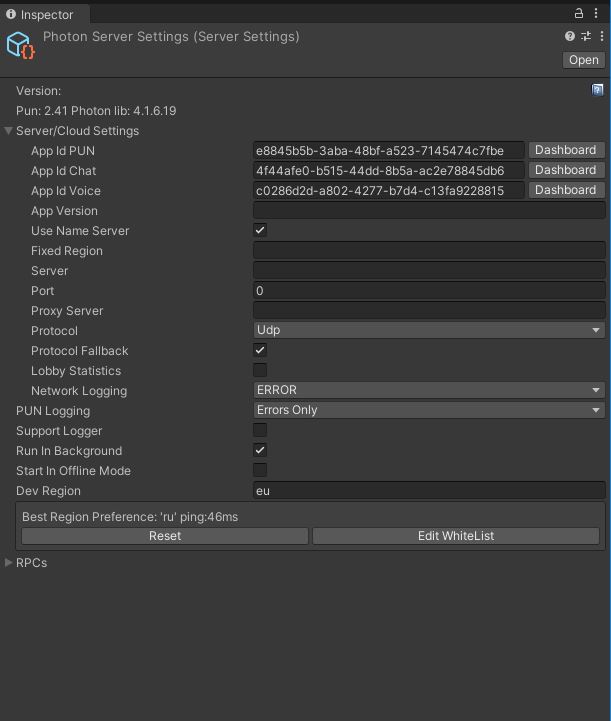 Inspector
Photon Server Settings (Server Settings)
Open
Version:
Pun: 2.41 Photon lib: 4.1.6.19
Server/Cloud Settings
App Id PUN e8845b5b-3aba-48bf-a523-7145474c7fbe Dashboard
App Id Chat 4f44afe0-b515-44dd-8b5a-ac2e78845db6 Dashboard
App Id Voice c0286d2d-a802-4277-b7d4-c13fa9228815 Dashboard
App Version
Use Name Server
Fixed Region
Server
Port 0
Proxy Server
Protocol Udp
Protocol Fallback
Lobby Statistics
Network Logging ERROR
PUN Logging Errors Only
Support Logger
Run In Background
Start In Offline Mode
Dev Region eu
Best Region Preference: 'ru' ping:46ms
Reset Edit WhiteList
RPCs